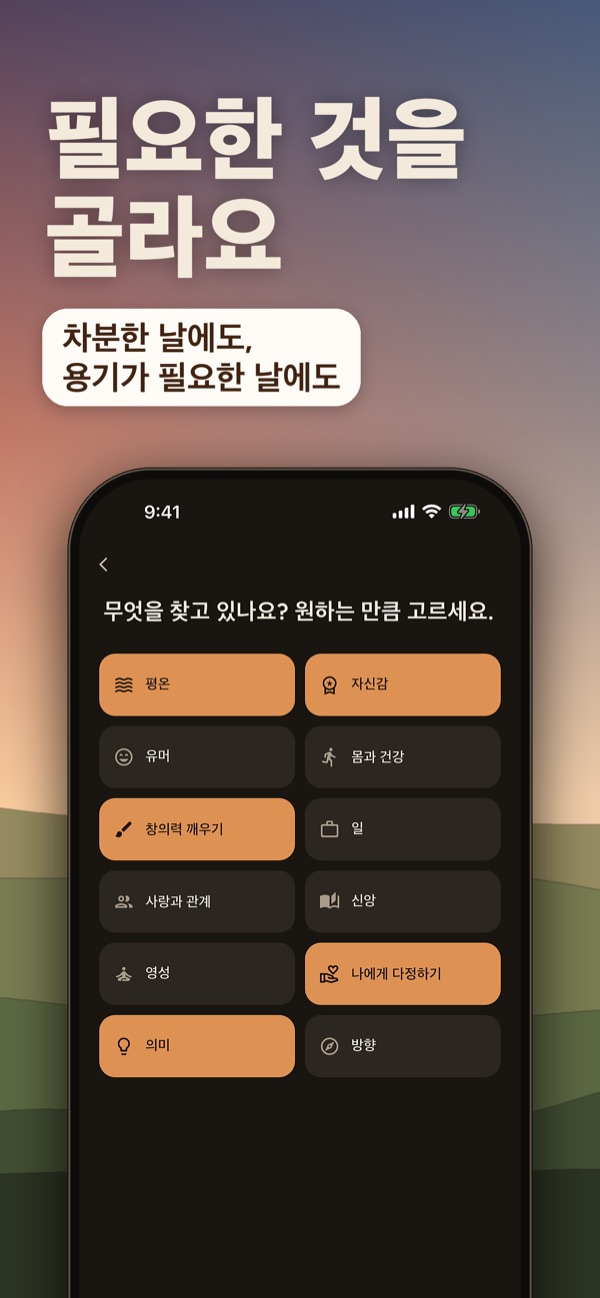 필요한 것을
골라요
차분한 날에도,
용기가 필요한 날에도
9:41
무엇을 찾고 있나요? 원하는 만큼 고르세요.
평온
자신감
유머
몸과 건강
창의력 깨우기
일
사랑과 관계
신앙
영성
나에게 다정하기
의미
방향